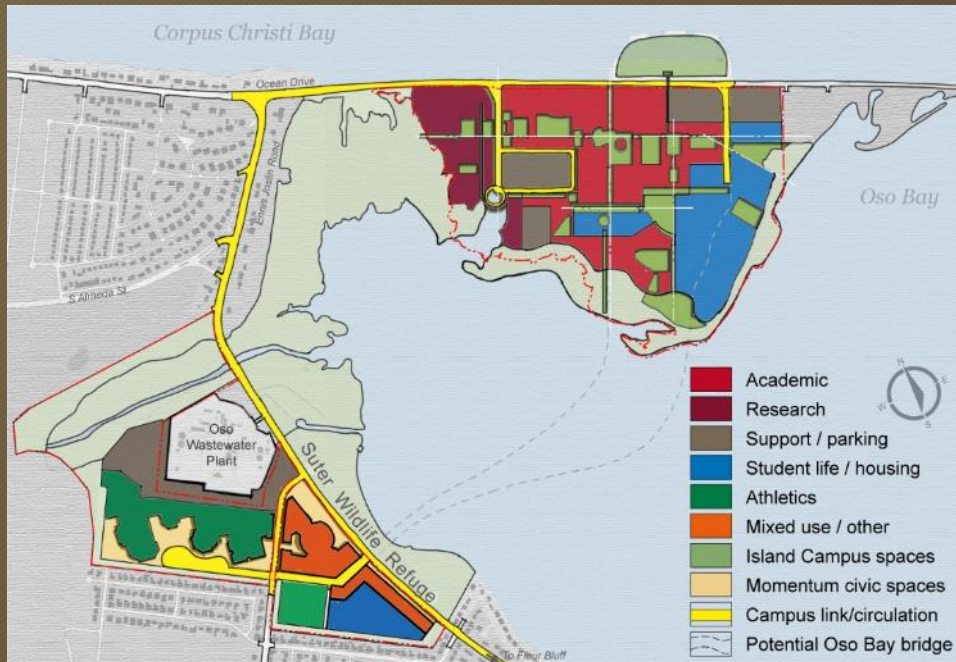 Corpus Christi Bay
Ocean Drive
Ennis Joslin Road
Oso Bay
S Alameda St.
Oso
Wastewater
Plant
Suter Wildlife Refuge
To Flour Bluff
N
W
E
S
Academic
Research
Support / parking
Student life / housing
Athletics
Mixed use / other
Island Campus spaces
Momentum civic spaces
Campus link/circulation
Potential Oso Bay bridge